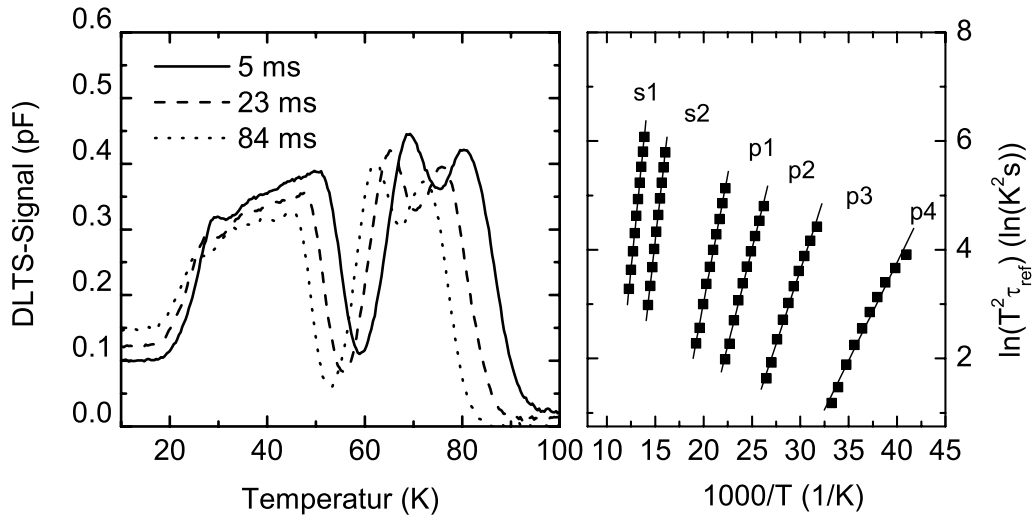 DLTS-Signal (pF)
0.6
0.5
0.4
0.3
0.2
0.1
0.0
5 ms
23 ms
84 ms
20 40 60 80 100
Temperatur (K)
s1
s2
p1
p2
p3
p4
8
6
4
2
ln(T²τ_ref) (ln(K²s))
10 15 20 25 30 35 40 45
1000/T (1/K)